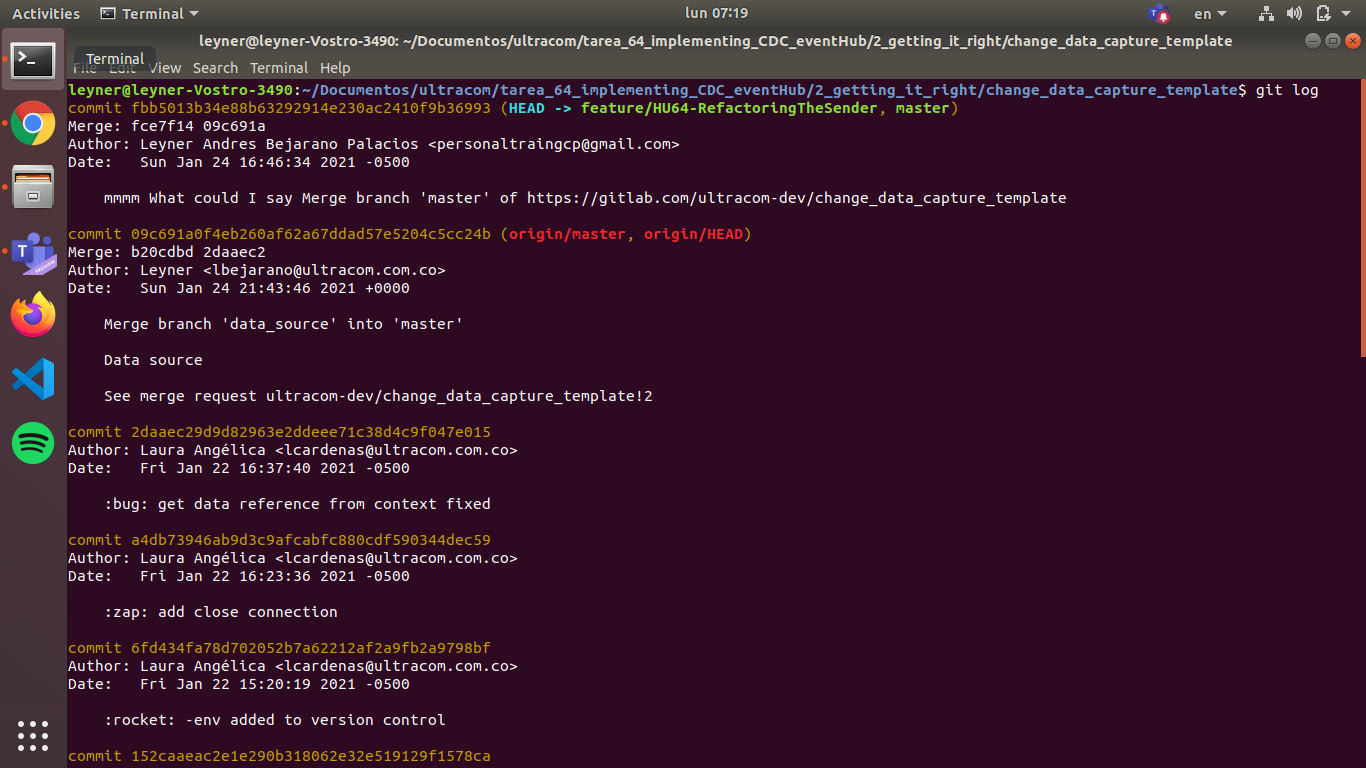 Activities Terminal lun 07:19 en
leyner@leyner-Vostro-3490: ~/Documentos/ultracom/tarea_64_implementing_CDC_eventHub/2_getting_it_right/change_data_capture_template
Terminal
File Edit View Search Terminal Help
leyner@leyner-Vostro-3490:~/Documentos/ultracom/tarea_64_implementing_CDC_eventHub/2_getting_it_right/change_data_capture_template$ git log
commit fbb5013b34e88b63292914e230ac2410f9b36993 (HEAD -> feature/HU64-RefactoringTheSender, master)
Merge: fce7f14 09c691a
Author: Leyner Andres Bejarano Palacios <personaltraingcp@gmail.com>
Date:   Sun Jan 24 16:46:34 2021 -0500
    mmmm What could I say Merge branch 'master' of https://gitlab.com/ultracom-dev/change_data_capture_template
commit 09c691a0f4eb260af62a67ddad57e5204c5cc24b (origin/master, origin/HEAD)
Merge: b20cdbd 2daaec2
Author: Leyner <lbejarano@ultracom.com.co>
Date:   Sun Jan 24 21:43:46 2021 +0000
    Merge branch 'data_source' into 'master'
    Data source
    See merge request ultracom-dev/change_data_capture_template!2
commit 2daaec29d9d82963e2ddeee71c38d4c9f047e015
Author: Laura Angélica <lcardenas@ultracom.com.co>
Date:   Fri Jan 22 16:37:40 2021 -0500
    :bug: get data reference from context fixed
commit a4db73946ab9d3c9afcabfc880cdf590344dec59
Author: Laura Angélica <lcardenas@ultracom.com.co>
Date:   Fri Jan 22 16:23:36 2021 -0500
    :zap: add close connection
commit 6fd434fa78d702052b7a62212af2a9fb2a9798bf
Author: Laura Angélica <lcardenas@ultracom.com.co>
Date:   Fri Jan 22 15:20:19 2021 -0500
    :rocket: -env added to version control
commit 152caaeac2e1e290b318062e32e519129f1578ca